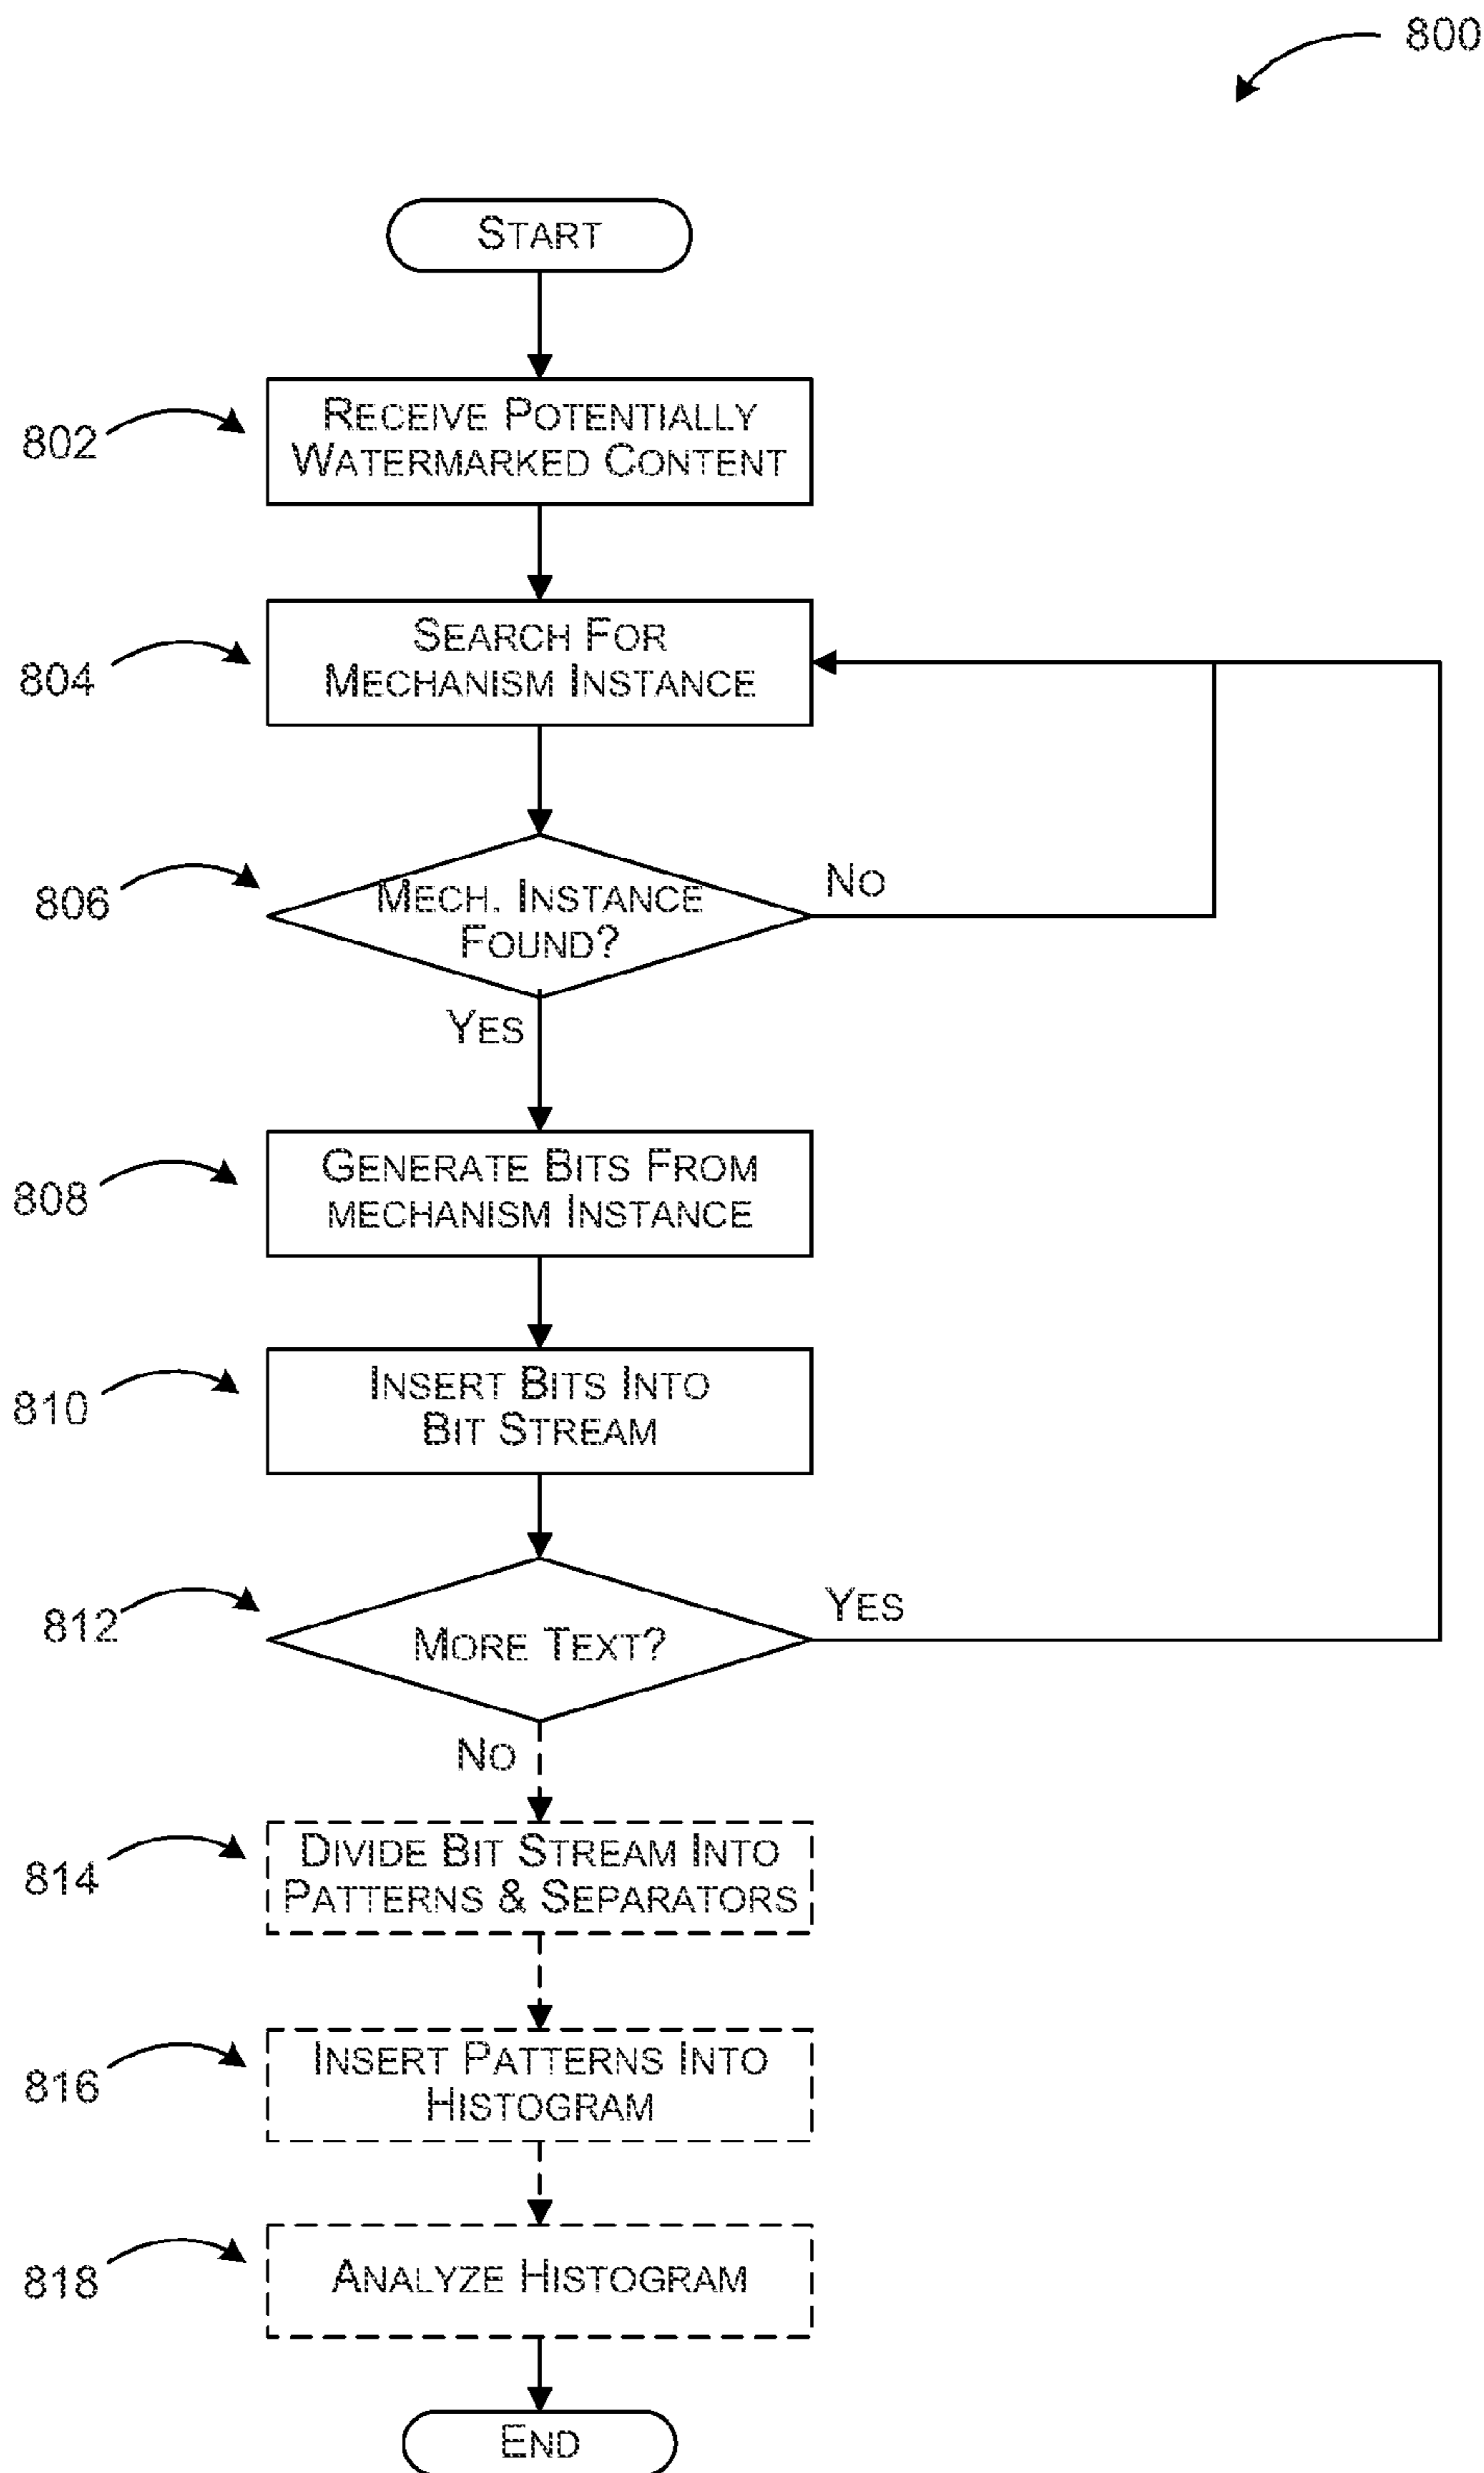 800
START
802
RECEIVE POTENTIALLY
WATERMARKED CONTENT
804
SEARCH FOR
MECHANISM INSTANCE
806
MECH. INSTANCE
FOUND?
NO
YES
808
GENERATE BITS FROM
MECHANISM INSTANCE
810
INSERT BITS INTO
BIT STREAM
812
MORE TEXT?
YES
NO
814
DIVIDE BIT STREAM INTO
PATTERNS & SEPARATORS
816
INSERT PATTERNS INTO
HISTOGRAM
818
ANALYZE HISTOGRAM
END